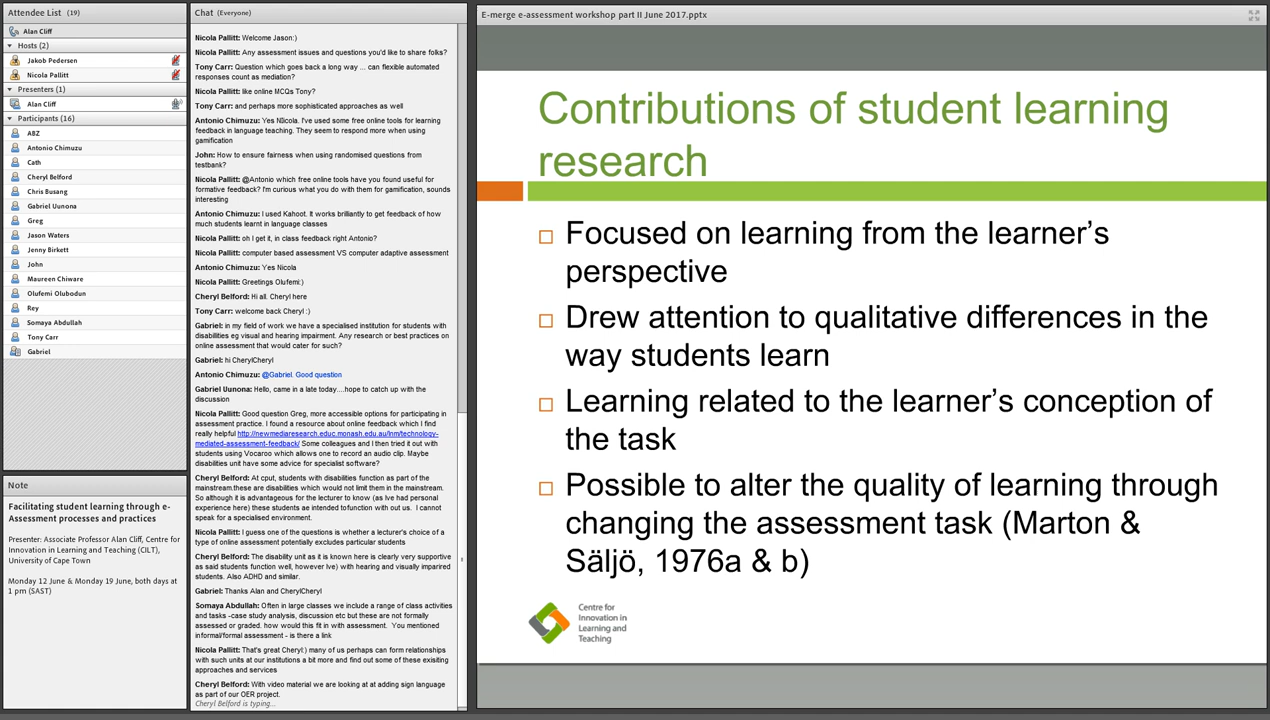 Attendee List (19)
Alan Cliff
Hosts (2)
Jakob Pedersen
Nicola Pallitt
Presenters (1)
Alan Cliff
Participants (16)
ABZ
Antonio Chimuzu
Cath
Cheryl Belford
Chris Busang
Gabriel Uunona
Greg
Jason Waters
Jenny Birkett
John
Maureen Chiware
Olufemi Olubodun
Rey
Somaya Abdullah
Tony Carr
Gabriel
Note
Facilitating student learning through e-
Assessment processes and practices
Presenter: Associate Professor Alan Cliff, Centre for
Innovation in Learning and Teaching (CILT),
University of Cape Town
Monday 12 June & Monday 19 June, both days at
1 pm (SAST)
Chat (Everyone)
Nicola Pallitt: Welcome Jason:)
Nicola Pallitt: Any assessment issues and questions you'd like to share folks?
Tony Carr: Question which goes back a long way ... can flexible automated
responses count as mediation?
Nicola Pallitt: like online MCQs Tony?
Tony Carr: and perhaps more sophisticated approaches as well
Antonio Chimuzu: Yes NIicola. I've used some free online tools for learning
feedback in language teaching. They seem to respond more when using
gamification
John: How to ensure fairness when using randomised questions from
testbank?
Nicola Pallitt: @Antonio which free online tools have you found useful for
formative feedback? I'm curious what you do with them for gamification, sounds
interesting
Antonio Chimuzu: I used Kahoot. It works brilliantly to get feedback of how
much students learnt in language classes
Nicola Pallitt: oh I get it, in class feedback right Antonio?
Nicola Pallitt: computer based assessment VS computer adaptive assessment
Antonio Chimuzu: Yes Nicola
Nicola Pallitt: Greetings Olufemi:)
Cheryl Belford: Hi all. Cheryl here
Tony Carr: welcome back Cheryl :)
Gabriel: in my field of work we have a specialised institution for students with
disabilities eg visual and hearing impairment. Any research or best practices on
online assessment that would cater for such?
Gabriel: hi CherylCheryl
Antonio Chimuzu: @Gabriel. Good question
Gabriel Uunona: Hello, came in a late today....hope to catch up with the
discussion
Nicola Pallitt: Good question Greg, more accessible options for participating in
assessment practice. I found a resource about online feedback which I find
really helpful http://newmediaresearch.educ.monash.edu.au/lnm/technology-
mediated-assessment-feedback/ Some colleagues and I then tried it out with
students using Vocaroo which allows one to record an audio clip. Maybe
disabilities unit have some advice for specialist software?
Cheryl Belford: At cput, students with disabilities function as part of the
mainstream.these are disabilities which would not limit them in the mainstream.
So although it is advantageous for the lecturer to know (as Ive had personal
experience here) these students ae intended tofunction with out us.  I cannot
speak for a specialised environment.
Nicola Pallitt: I guess one of the questions is whether a lecturer's choice of a
type of online assessment potentially excludes particular students
Cheryl Belford: The disability unit as it is known here is clearly very supportive
as said students function well, however Ive) with hearing and visually imparired
students. Also ADHD and similar.
Gabriel: Thanks Alan and CherylCheryl
Somaya Abdullah: Often in large classes we include a range of class activities
and tasks -case study analysis, discussion etc but these are not formally
assessed or graded. how would this fit in with assessment.  You mentioned
informal/formal assessment - is there a link
Nicola Pallitt: That's great Cheryl:) many of us perhaps can form relationships
with such units at our institutions a bit more and find out some of these exisiting
approaches and services
Cheryl Belford: With video material we are looking at at adding sign language
as part of our OER project.
Cheryl Belford is typing...
E-merge e-assessment workshop part II June 2017.pptx
Contributions of student learning
research
Focused on learning from the learner's
perspective
Drew attention to qualitative differences in the
way students learn
Learning related to the learner's conception of
the task
Possible to alter the quality of learning through
changing the assessment task (Marton &
Säljö, 1976a & b)
Centre for
Innovation in
Learning and
Teaching